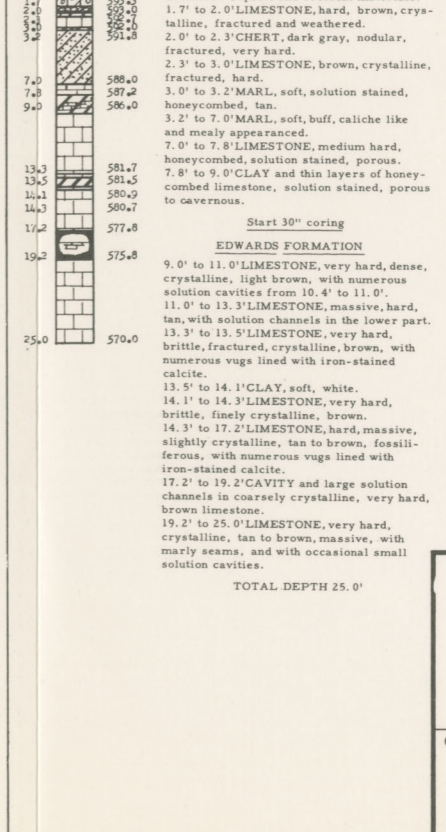 1.7' to 2.0'LIMESTONE, hard, brown, crys-
talline, fractured and weathered.
2.0' to 2.3'CHERT, dark gray, nodular,
fractured, very hard.
2.3' to 3.0'LIMESTONE, brown, crystalline,
fractured, hard.
3.0' to 3.2'MARL, soft, solution stained,
honeycombed, tan.
3.2' to 7.0'MARL, soft, buff, caliche like
and mealy appearanced.
7.0' to 7.8'LIMESTONE, medium hard,
honeycombed, solution stained, porous.
7.8' to 9.0'CLAY and thin layers of honey-
combed limestone, solution stained, porous
to cavernous.
Start 30" coring
EDWARDS FORMATION
9.0' to 11.0'LIMESTONE, very hard, dense,
crystalline, light brown, with numerous
solution cavities from 10.4' to 11.0'.
11.0' to 13.3'LIMESTONE, massive, hard,
tan, with solution channels in the lower part.
13.3' to 13.5'LIMESTONE, very hard,
brittle, fractured, crystalline, brown, with
numerous vugs lined with iron-stained
calcite.
13.5' to 14.1'CLAY, soft, white.
14.1' to 14.3'LIMESTONE, very hard,
brittle, finely crystalline, brown.
14.3' to 17.2'LIMESTONE, hard, massive,
slightly crystalline, tan to brown, fossili-
ferous, with numerous vugs lined with
iron-stained calcite.
17.2' to 19.2'CAVITY and large solution
channels in coarsely crystalline, very hard,
brown limestone.
19.2' to 25.0'LIMESTONE, very hard,
crystalline, tan to brown, massive, with
marly seams, and with occasional small
solution cavities.
TOTAL DEPTH 25.0'
2.0 593.0
3.2 591.8
7.0 588.0
7.8 587.2
9.0 586.0
13.3 581.7
13.5 581.5
14.1 580.9
14.3 580.7
17.2 577.8
19.2 575.8
25.0 570.0